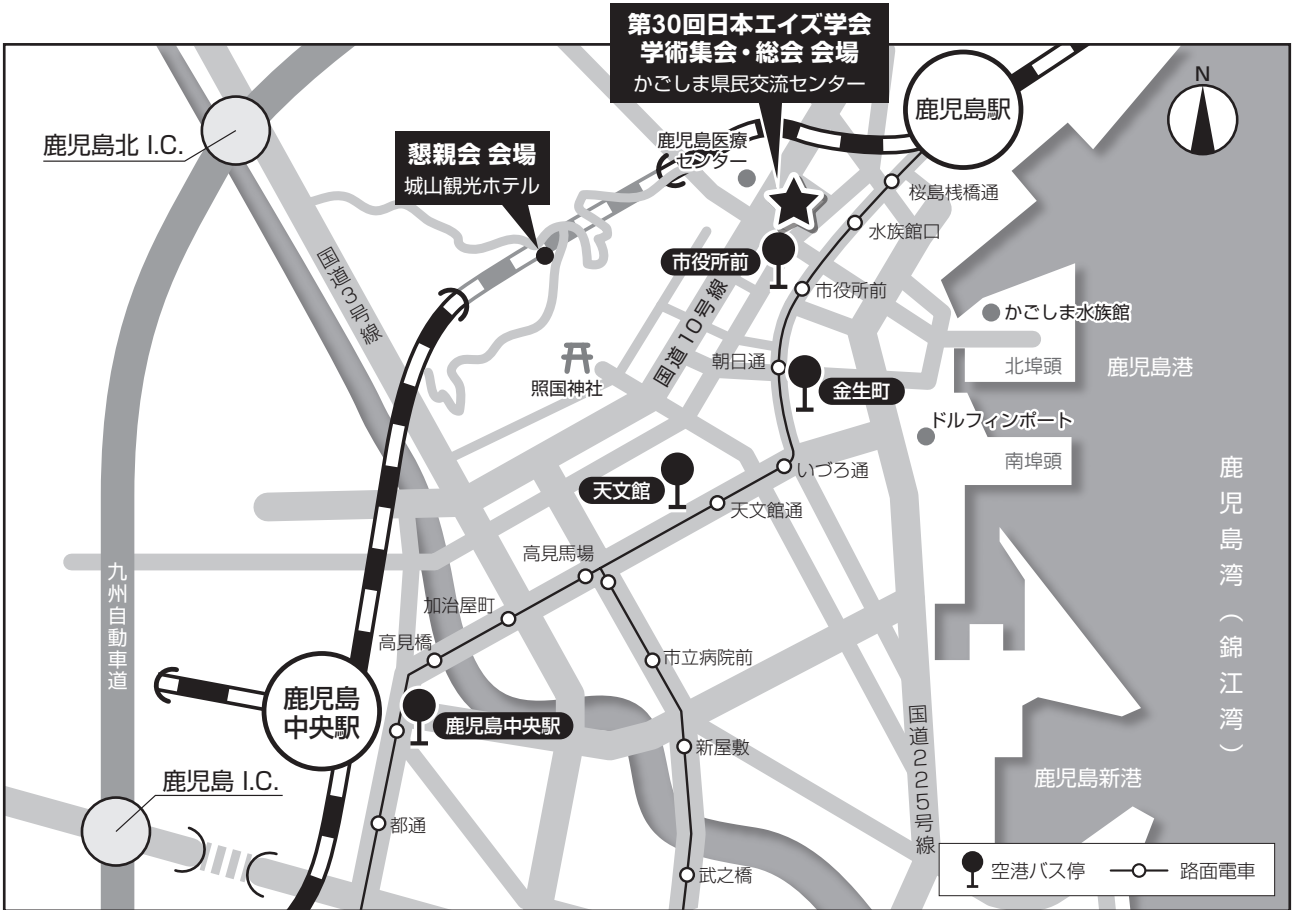 第30回日本エイズ学会
学術集会・総会 会場
かごしま県民交流センター
N
鹿児島駅
鹿児島北 I.C.
懇親会 会場
城山観光ホテル
鹿児島医療
センター
桜島桟橋通
水族館口
市役所前
市役所前
国道3号線
国道10号線
かごしま水族館
朝日通
北埠頭
鹿児島港
照国神社
金生町
ドルフィンポート
南埠頭
いづろ通
天文館
天文館通
鹿児島湾(錦江湾)
高見馬場
九州自動車道
加治屋町
高見橋
市立病院前
鹿児島
中央駅
鹿児島中央駅
国道225号線
新屋敷
鹿児島新港
鹿児島 I.C.
都通
武之橋
空港バス停
路面電車